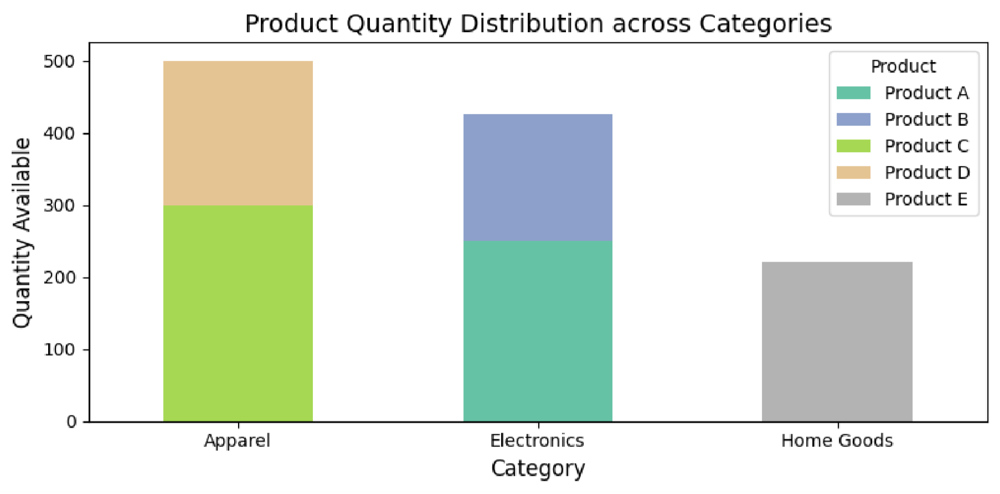 Product Quantity Distribution across Categories
500
400
300
200
100
0
Quantity Available
Product
Product A
Product B
Product C
Product D
Product E
Apparel
Electronics
Home Goods
Category